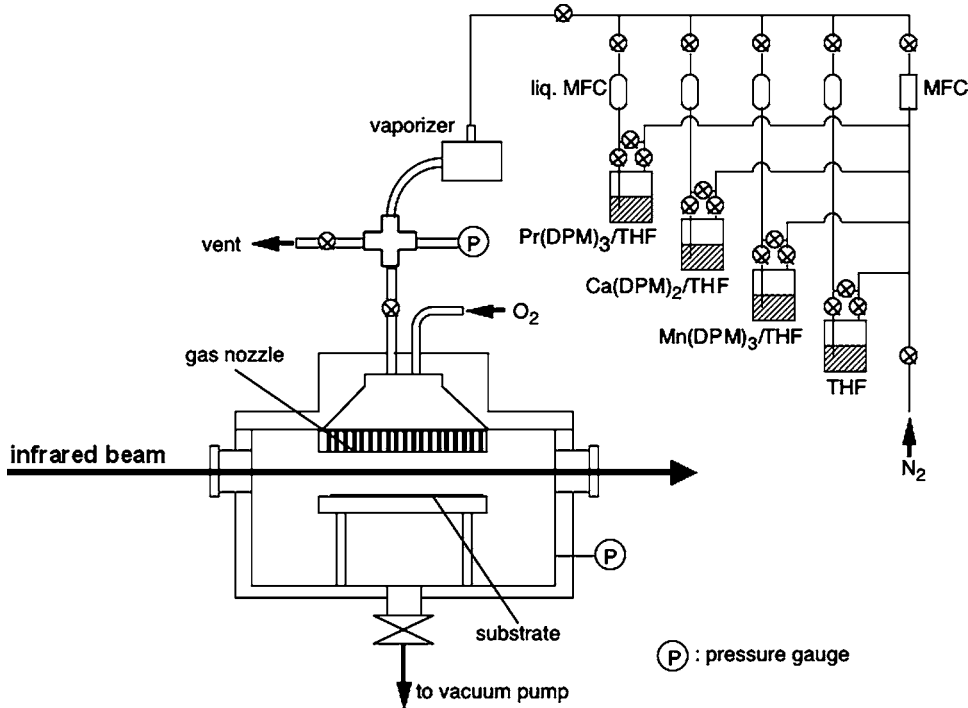 liq. MFC
MFC
vaporizer
Pr(DPM)3/THF
vent
P
Ca(DPM)2/THF
O2
Mn(DPM)3/THF
gas nozzle
THF
infrared beam
N2
P
substrate
P : pressure gauge
to vacuum pump